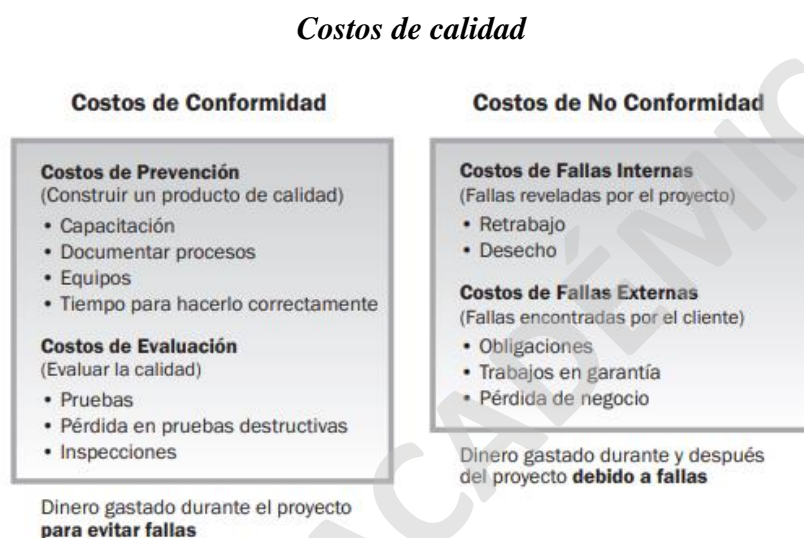 Costos de calidad
Costos de Conformidad
Costos de Prevención
(Construir un producto de calidad)
• Capacitación
• Documentar procesos
• Equipos
• Tiempo para hacerlo correctamente
Costos de Evaluación
(Evaluar la calidad)
• Pruebas
• Pérdida en pruebas destructivas
• Inspecciones
Dinero gastado durante el proyecto
para evitar fallas
Costos de No Conformidad
Costos de Fallas Internas
(Fallas reveladas por el proyecto)
• Retrabajo
• Desecho
Costos de Fallas Externas
(Fallas encontradas por el cliente)
• Obligaciones
• Trabajos en garantía
• Pérdida de negocio
Dinero gastado durante y después
del proyecto debido a fallas